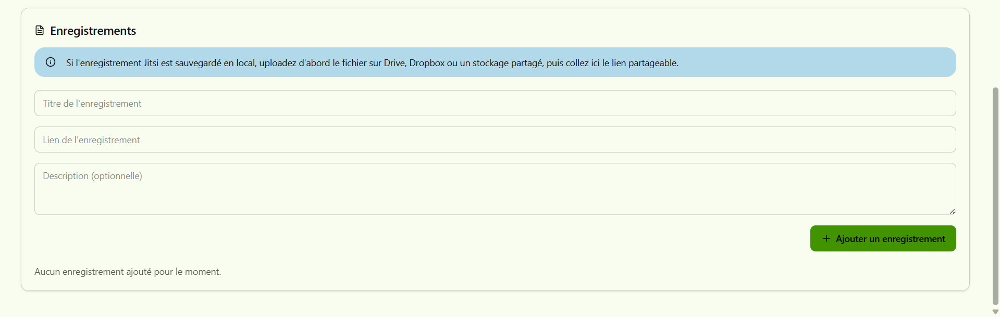 Enregistrements
Si l'enregistrement Jitsi est sauvegardé en local, uploadez d'abord le fichier sur Drive, Dropbox ou un stockage partagé, puis collez ici le lien partageable.
Titre de l'enregistrement
Lien de l'enregistrement
Description (optionnelle)
Ajouter un enregistrement
Aucun enregistrement ajouté pour le moment.